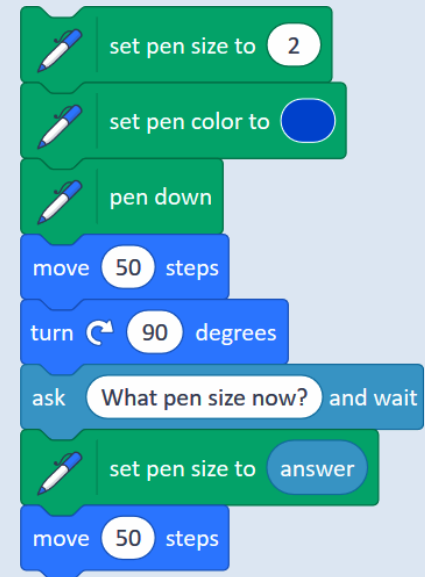 set pen size to 2
set pen color to
pen down
move 50 steps
turn 90 degrees
ask What pen size now? and wait
set pen size to answer
move 50 steps